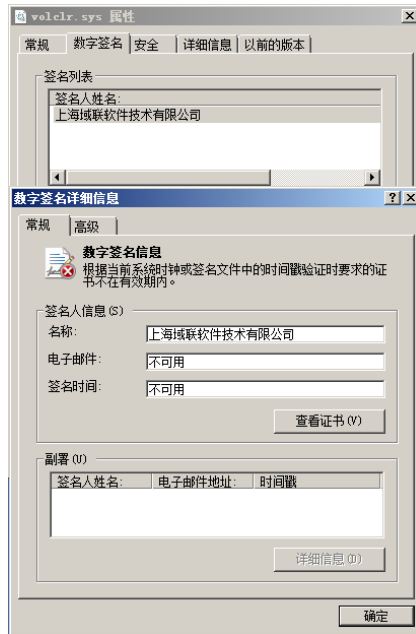 volclr.sys 属性
常规 数字签名 安全 详细信息 以前的版本
签名列表
签名人姓名:
上海域联软件技术有限公司
数字签名详细信息
常规 高级
数字签名信息
根据当前系统时钟或签名文件中的时间戳验证时要求的证
书不在有效期内。
签名人信息(S)
名称: 上海域联软件技术有限公司
电子邮件: 不可用
签名时间: 不可用
查看证书(V)
副署(U)
签名人姓名: 电子邮件地址: 时间戳
详细信息(D)
确定